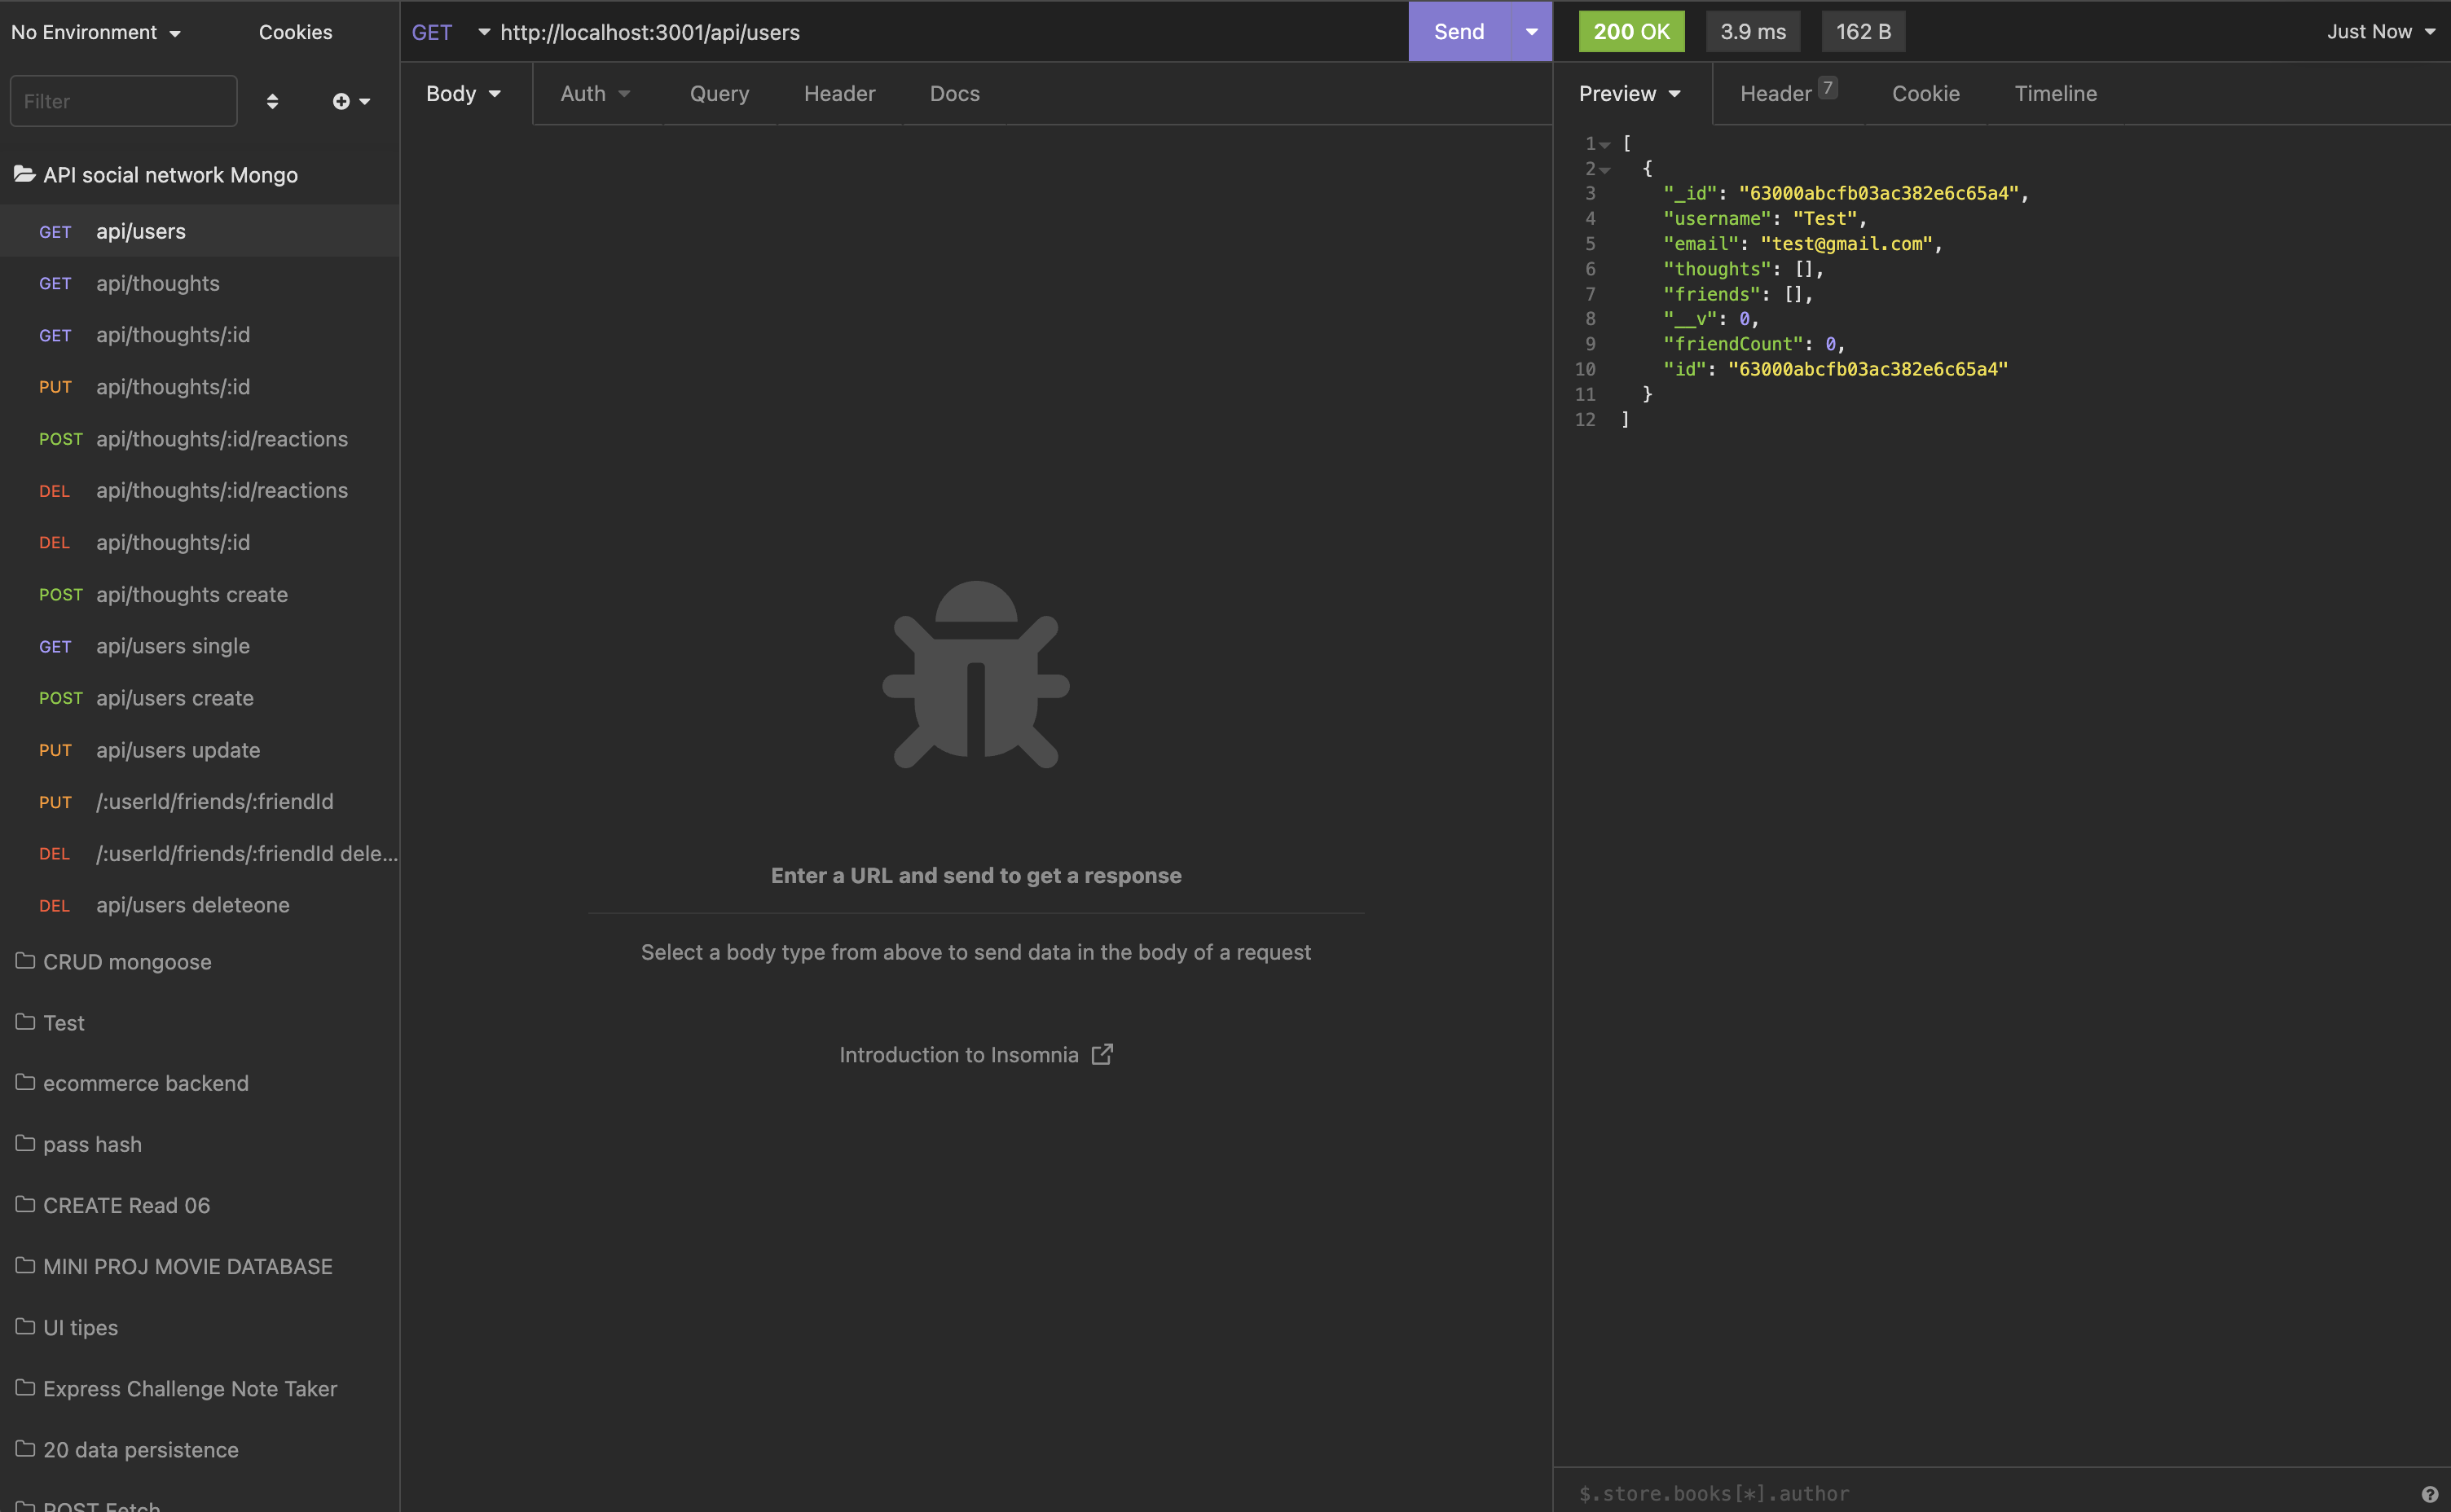 No Environment
Cookies
Filter
API social network Mongo
GET api/users
GET api/thoughts
GET api/thoughts/:id
PUT api/thoughts/:id
POST api/thoughts/:id/reactions
DEL api/thoughts/:id/reactions
DEL api/thoughts/:id
POST api/thoughts create
GET api/users single
POST api/users create
PUT api/users update
PUT /:userId/friends/:friendId
DEL /:userId/friends/:friendId dele...
DEL api/users deleteone
CRUD mongoose
Test
ecommerce backend
pass hash
CREATE Read 06
MINI PROJ MOVIE DATABASE
UI tipes
Express Challenge Note Taker
20 data persistence
POST Fetch
GET http://localhost:3001/api/users
Send
Body Auth Query Header Docs
Enter a URL and send to get a response
Select a body type from above to send data in the body of a request
Introduction to Insomnia
200 OK 3.9 ms 162 B Just Now
Preview Header 7 Cookie Timeline
1 [
2 {
3 "_id": "63000abcfb03ac382e6c65a4",
4 "username": "Test",
5 "email": "test@gmail.com",
6 "thoughts": [],
7 "friends": [],
8 "__v": 0,
9 "friendCount": 0,
10 "id": "63000abcfb03ac382e6c65a4"
11 }
12 ]
$.store.books[*].author
?